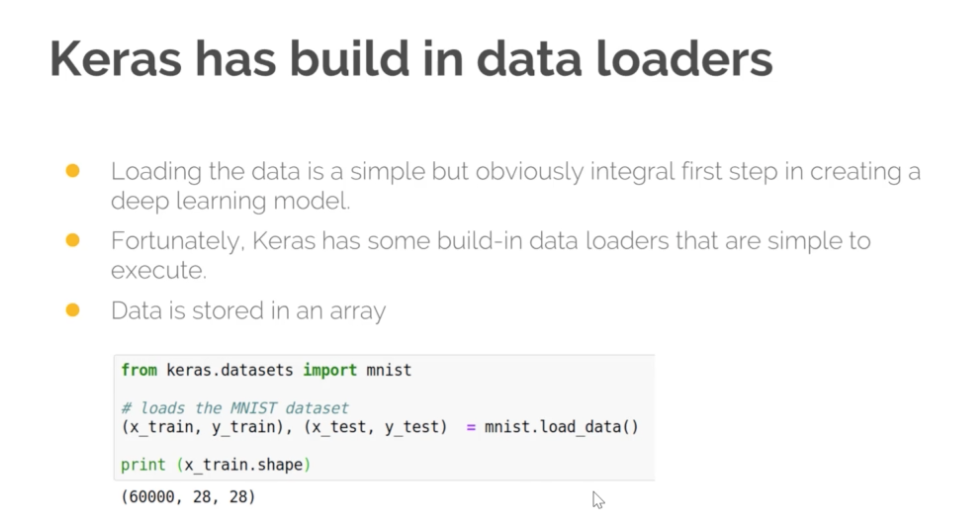 Keras has build in data loaders
Loading the data is a simple but obviously integral first step in creating a
deep learning model.
Fortunately, Keras has some build-in data loaders that are simple to
execute.
Data is stored in an array
from keras.datasets import mnist
# loads the MNIST dataset
(x_train, y_train), (x_test, y_test)  = mnist.load_data()
print (x_train.shape)
(60000, 28, 28)